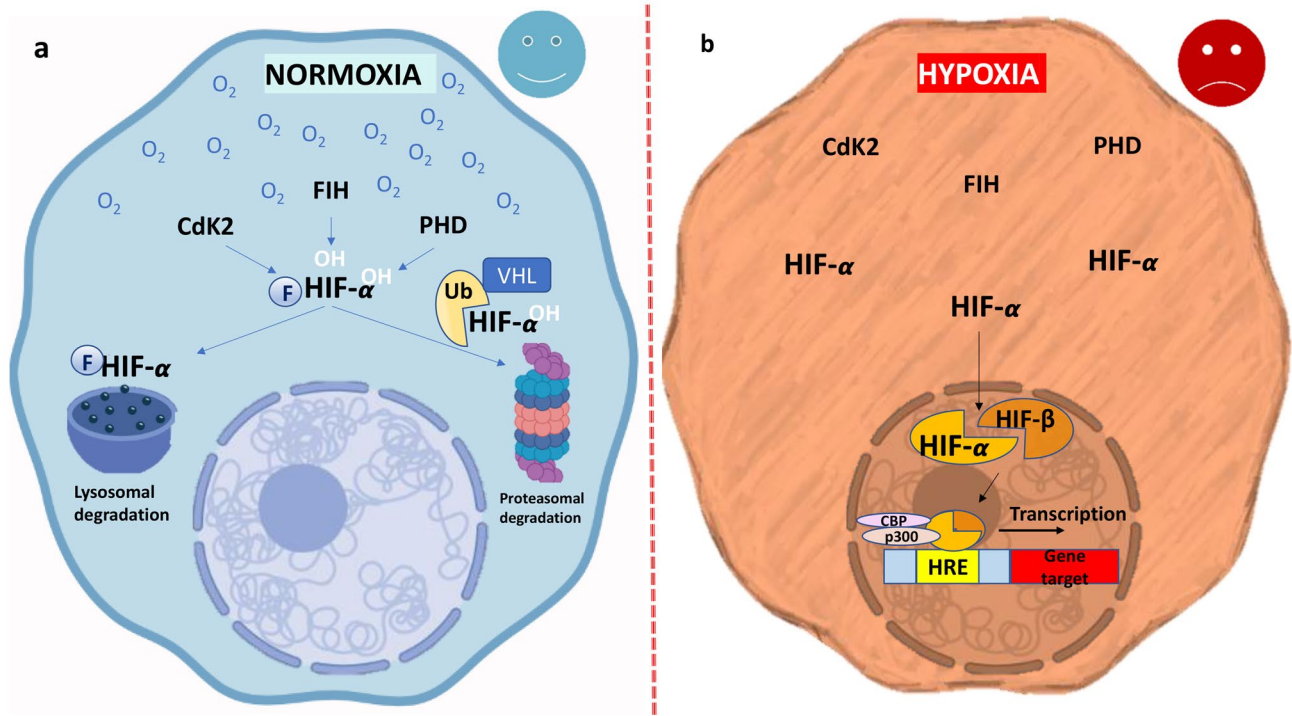 a
NORMOXIA
O2
O2
O2
O2
O2
O2
O2
O2
O2
O2
O2
O2
O2
O2
FIH
CdK2
PHD
OH
OH
F
HIF-α
Ub
VHL
OH
HIF-α
F
HIF-α
Lysosomal
degradation
Proteasomal
degradation
b
HYPOXIA
CdK2
PHD
FIH
HIF-α
HIF-α
HIF-α
HIF-β
HIF-α
CBP
p300
Transcription
HRE
Gene
target